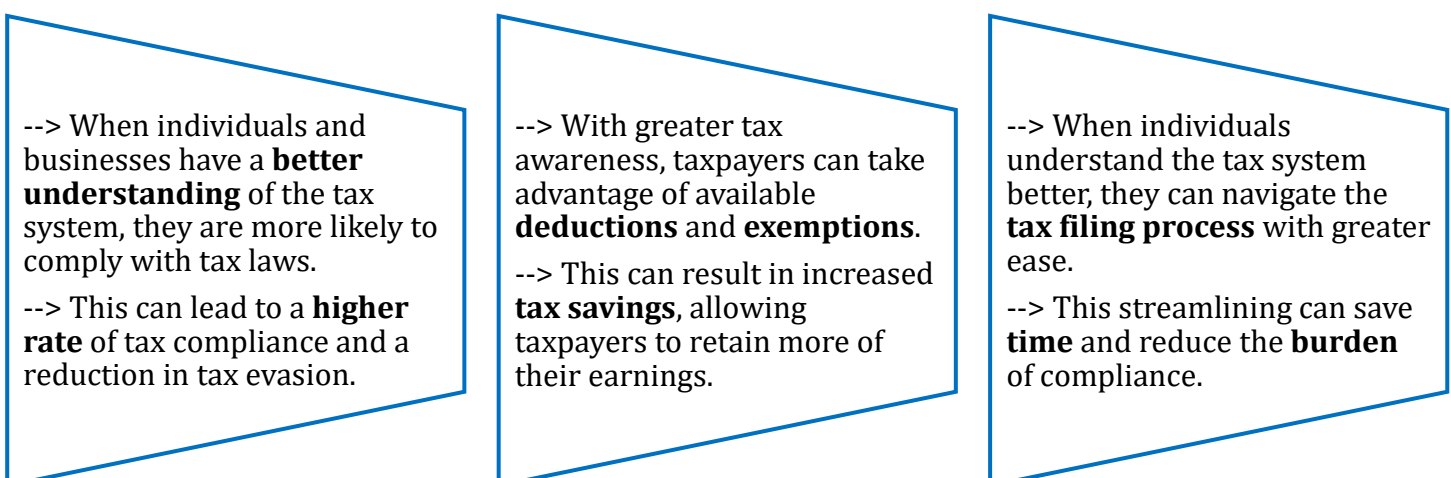 --> When individuals and
businesses have a better
understanding of the tax
system, they are more likely to
comply with tax laws.
--> This can lead to a higher
rate of tax compliance and a
reduction in tax evasion.
--> With greater tax
awareness, taxpayers can take
advantage of available
deductions and exemptions.
--> This can result in increased
tax savings, allowing
taxpayers to retain more of
their earnings.
--> When individuals
understand the tax system
better, they can navigate the
tax filing process with greater
ease.
--> This streamlining can save
time and reduce the burden
of compliance.